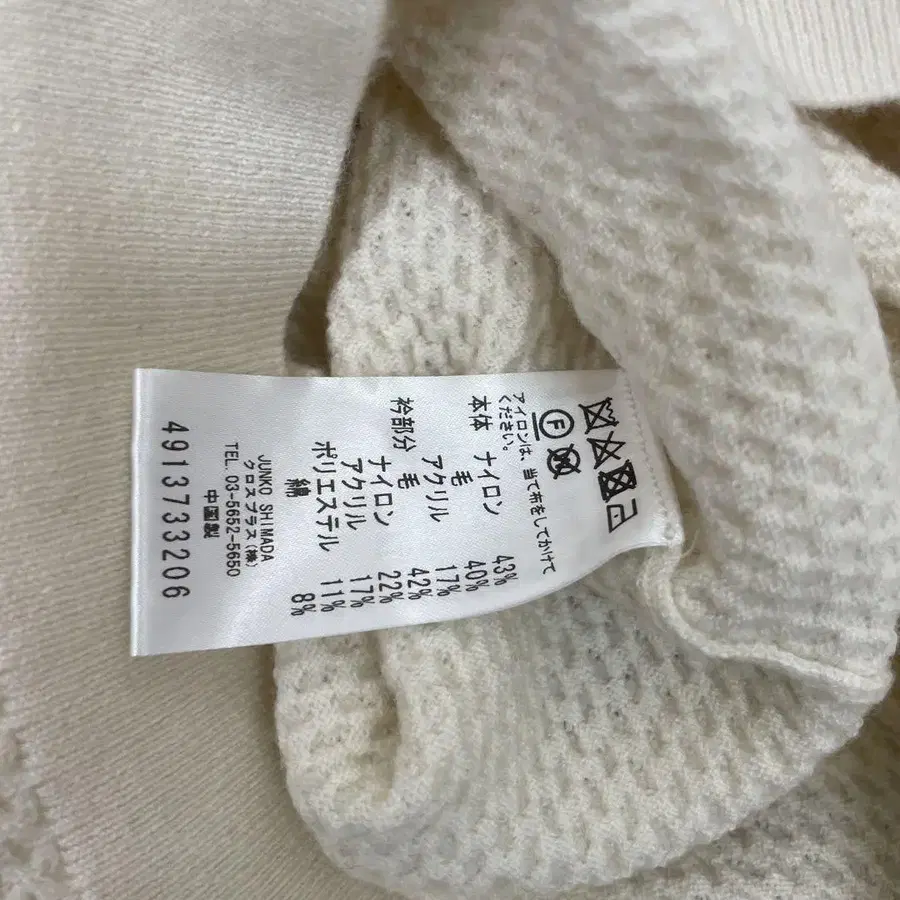 アイロンは、当て布をしてかけて
ください。
本体 ナイロン 43%
毛 40%
アクリル 17%
衿部分 毛 42%
ナイロン 22%
アクリル 17%
ポリエステル 11%
綿 8%
JUNKO SHIMADA
クロスプラス(株)
TEL. 03-5652-5650
中国製
4913733206